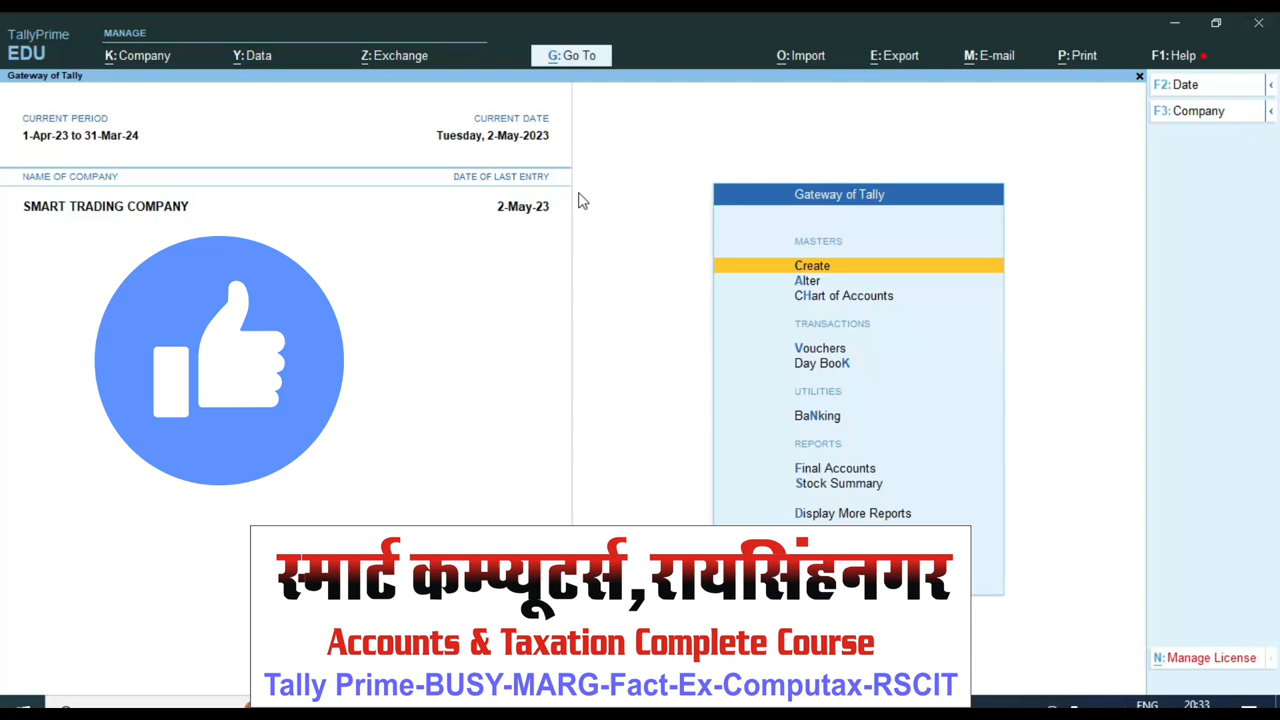 TallyPrime
EDU
MANAGE
K: Company
Y: Data
Z: Exchange
G: Go To
O: Import
E: Export
M: E-mail
P: Print
F1: Help
Gateway of Tally
F2: Date
F3: Company
CURRENT PERIOD
CURRENT DATE
1-Apr-23 to 31-Mar-24
Tuesday, 2-May-2023
NAME OF COMPANY
DATE OF LAST ENTRY
SMART TRADING COMPANY
2-May-23
Gateway of Tally
MASTERS
Create
Alter
CHart of Accounts
TRANSACTIONS
Vouchers
Day BooK
UTILITIES
BaNking
REPORTS
Final Accounts
Stock Summary
Display More Reports
स्मार्ट कम्प्यूटर्स,रायसिंहनगर
Accounts & Taxation Complete Course
Tally Prime-BUSY-MARG-Fact-Ex-Computax-RSCIT
N: Manage License
ENG
20:33